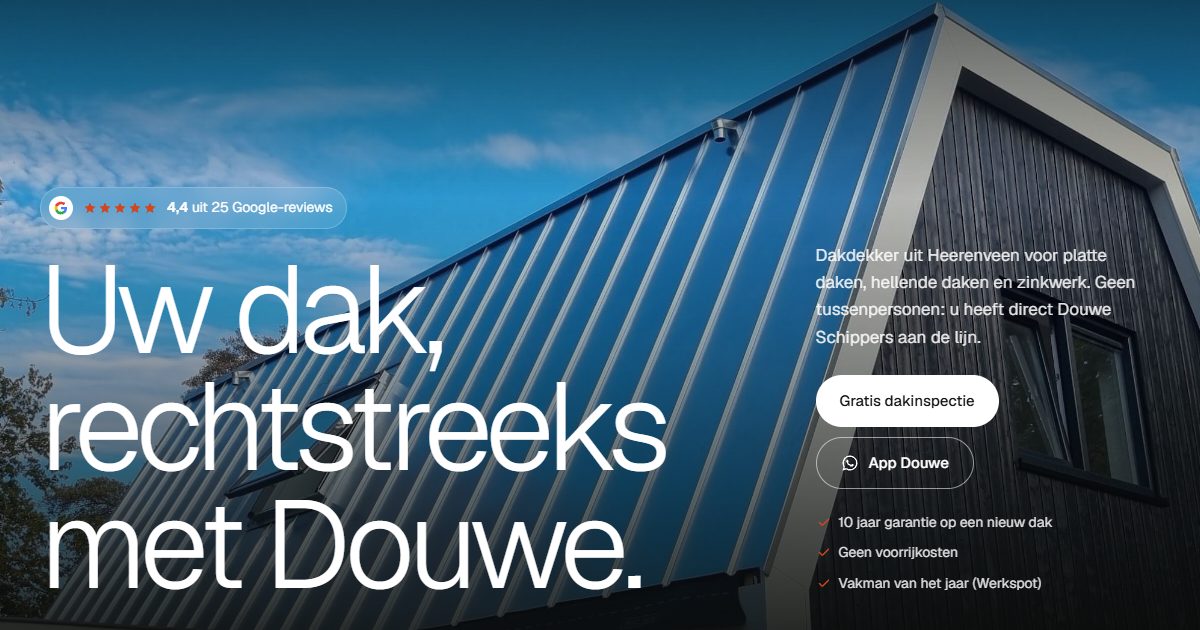 4,4 uit 25 Google-reviews
Uw dak,
rechtstreeks
met Douwe.
Dakdekker uit Heerenveen voor platte
daken, hellende daken en zinkwerk. Geen
tussenpersonen: u heeft direct Douwe
Schippers aan de lijn.
Gratis dakinspectie
App Douwe
10 jaar garantie op een nieuw dak
Geen voorrijkosten
Vakman van het jaar (Werkspot)